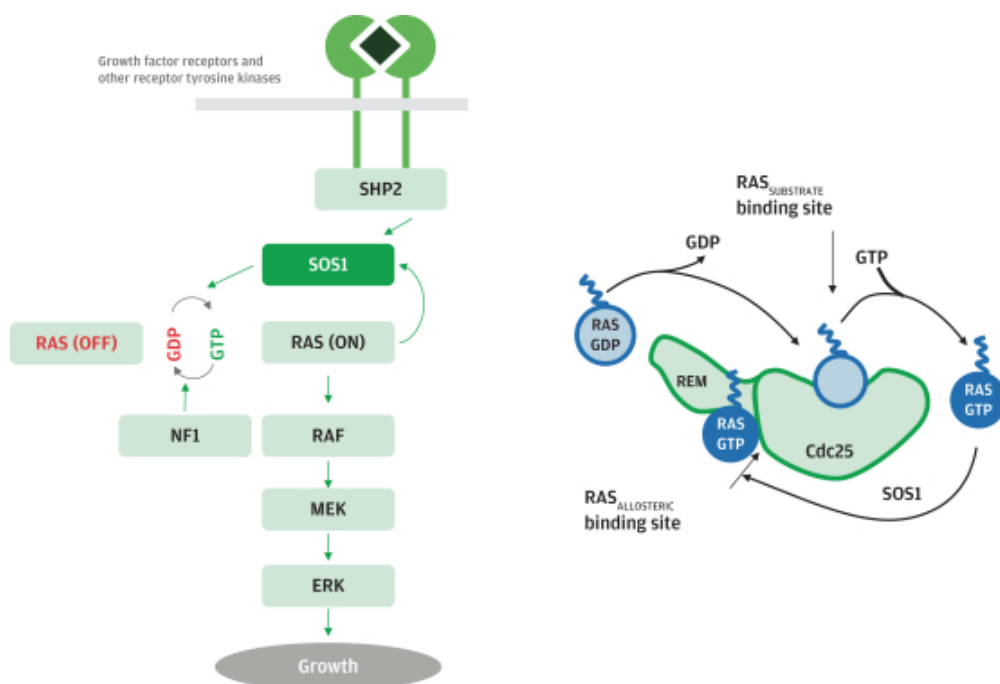 Growth factor receptors and
other receptor tyrosine kinases
SHP2
SOS1
RAS (OFF)
GDP
GTP
RAS (ON)
NF1
RAF
MEK
ERK
Growth
RAS SUBSTRATE
binding site
GDP
GTP
RAS
GDP
REM
RAS
GTP
Cdc25
RAS
GTP
SOS1
RAS ALLOSTERIC
binding site